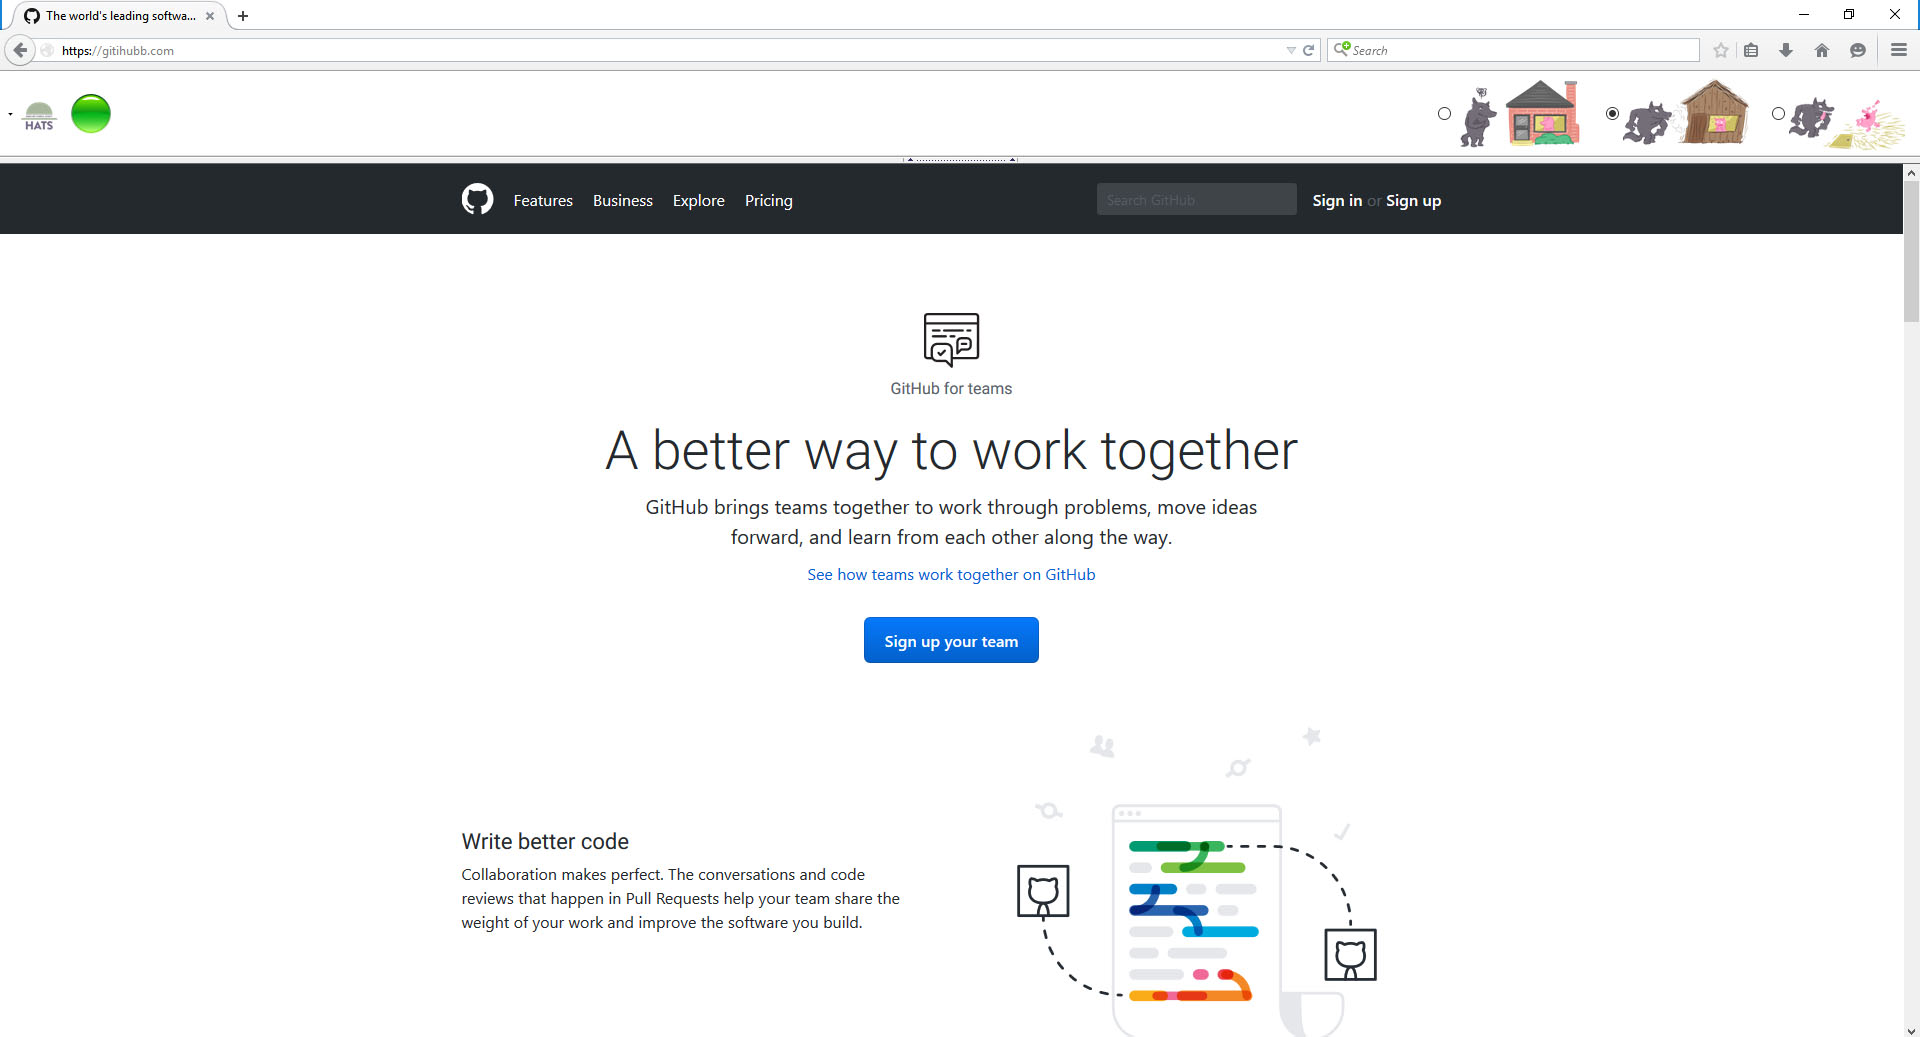 The world's leading softwa...
https://gitihubb.com
Search
HATS
Features Business Explore Pricing
Search GitHub
Sign in or Sign up
GitHub for teams
A better way to work together
GitHub brings teams together to work through problems, move ideas
forward, and learn from each other along the way.
See how teams work together on GitHub
Sign up your team
Write better code
Collaboration makes perfect. The conversations and code
reviews that happen in Pull Requests help your team share the
weight of your work and improve the software you build.